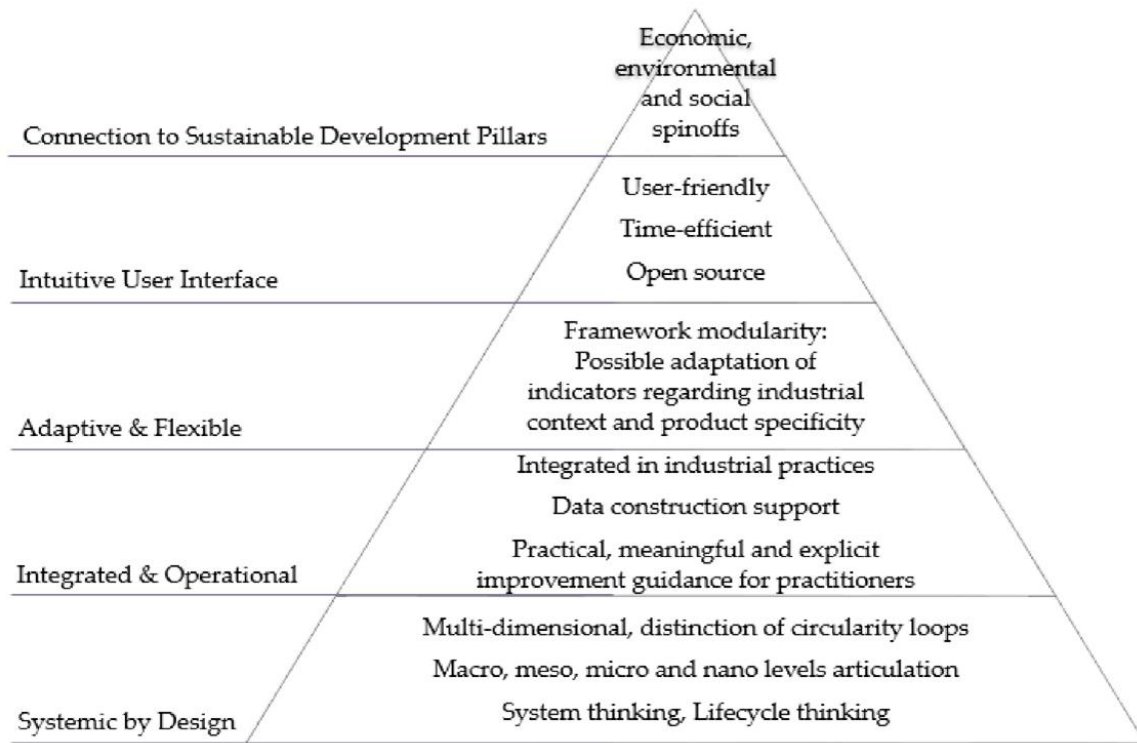 Economic,
environmental
and social
spinoffs
Connection to Sustainable Development Pillars
User-friendly
Time-efficient
Open source
Intuitive User Interface
Framework modularity:
Possible adaptation of
indicators regarding industrial
context and product specificity
Adaptive & Flexible
Integrated in industrial practices
Data construction support
Practical, meaningful and explicit
improvement guidance for practitioners
Integrated & Operational
Multi-dimensional, distinction of circularity loops
Macro, meso, micro and nano levels articulation
System thinking, Lifecycle thinking
Systemic by Design